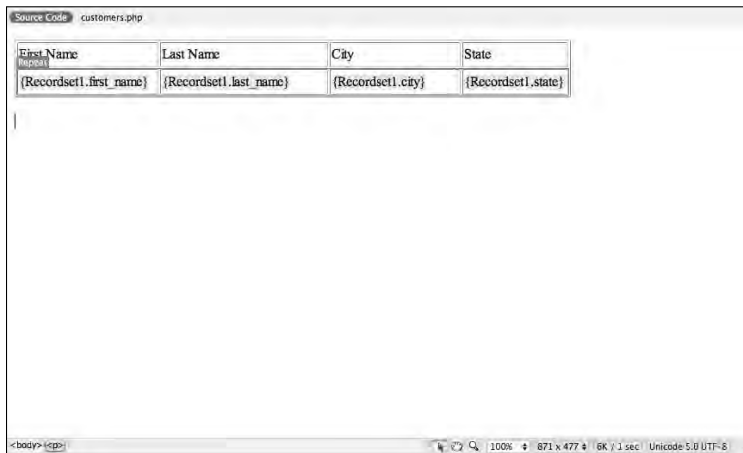 Source Code customers.php
First Name Last Name City State
Repeat
{Recordset1.first_name} {Recordset1.last_name} {Recordset1.city} {Recordset1.state}
<body> <p> 100% 871 x 477 6K / 1 sec Unicode 5.0 UTF-8